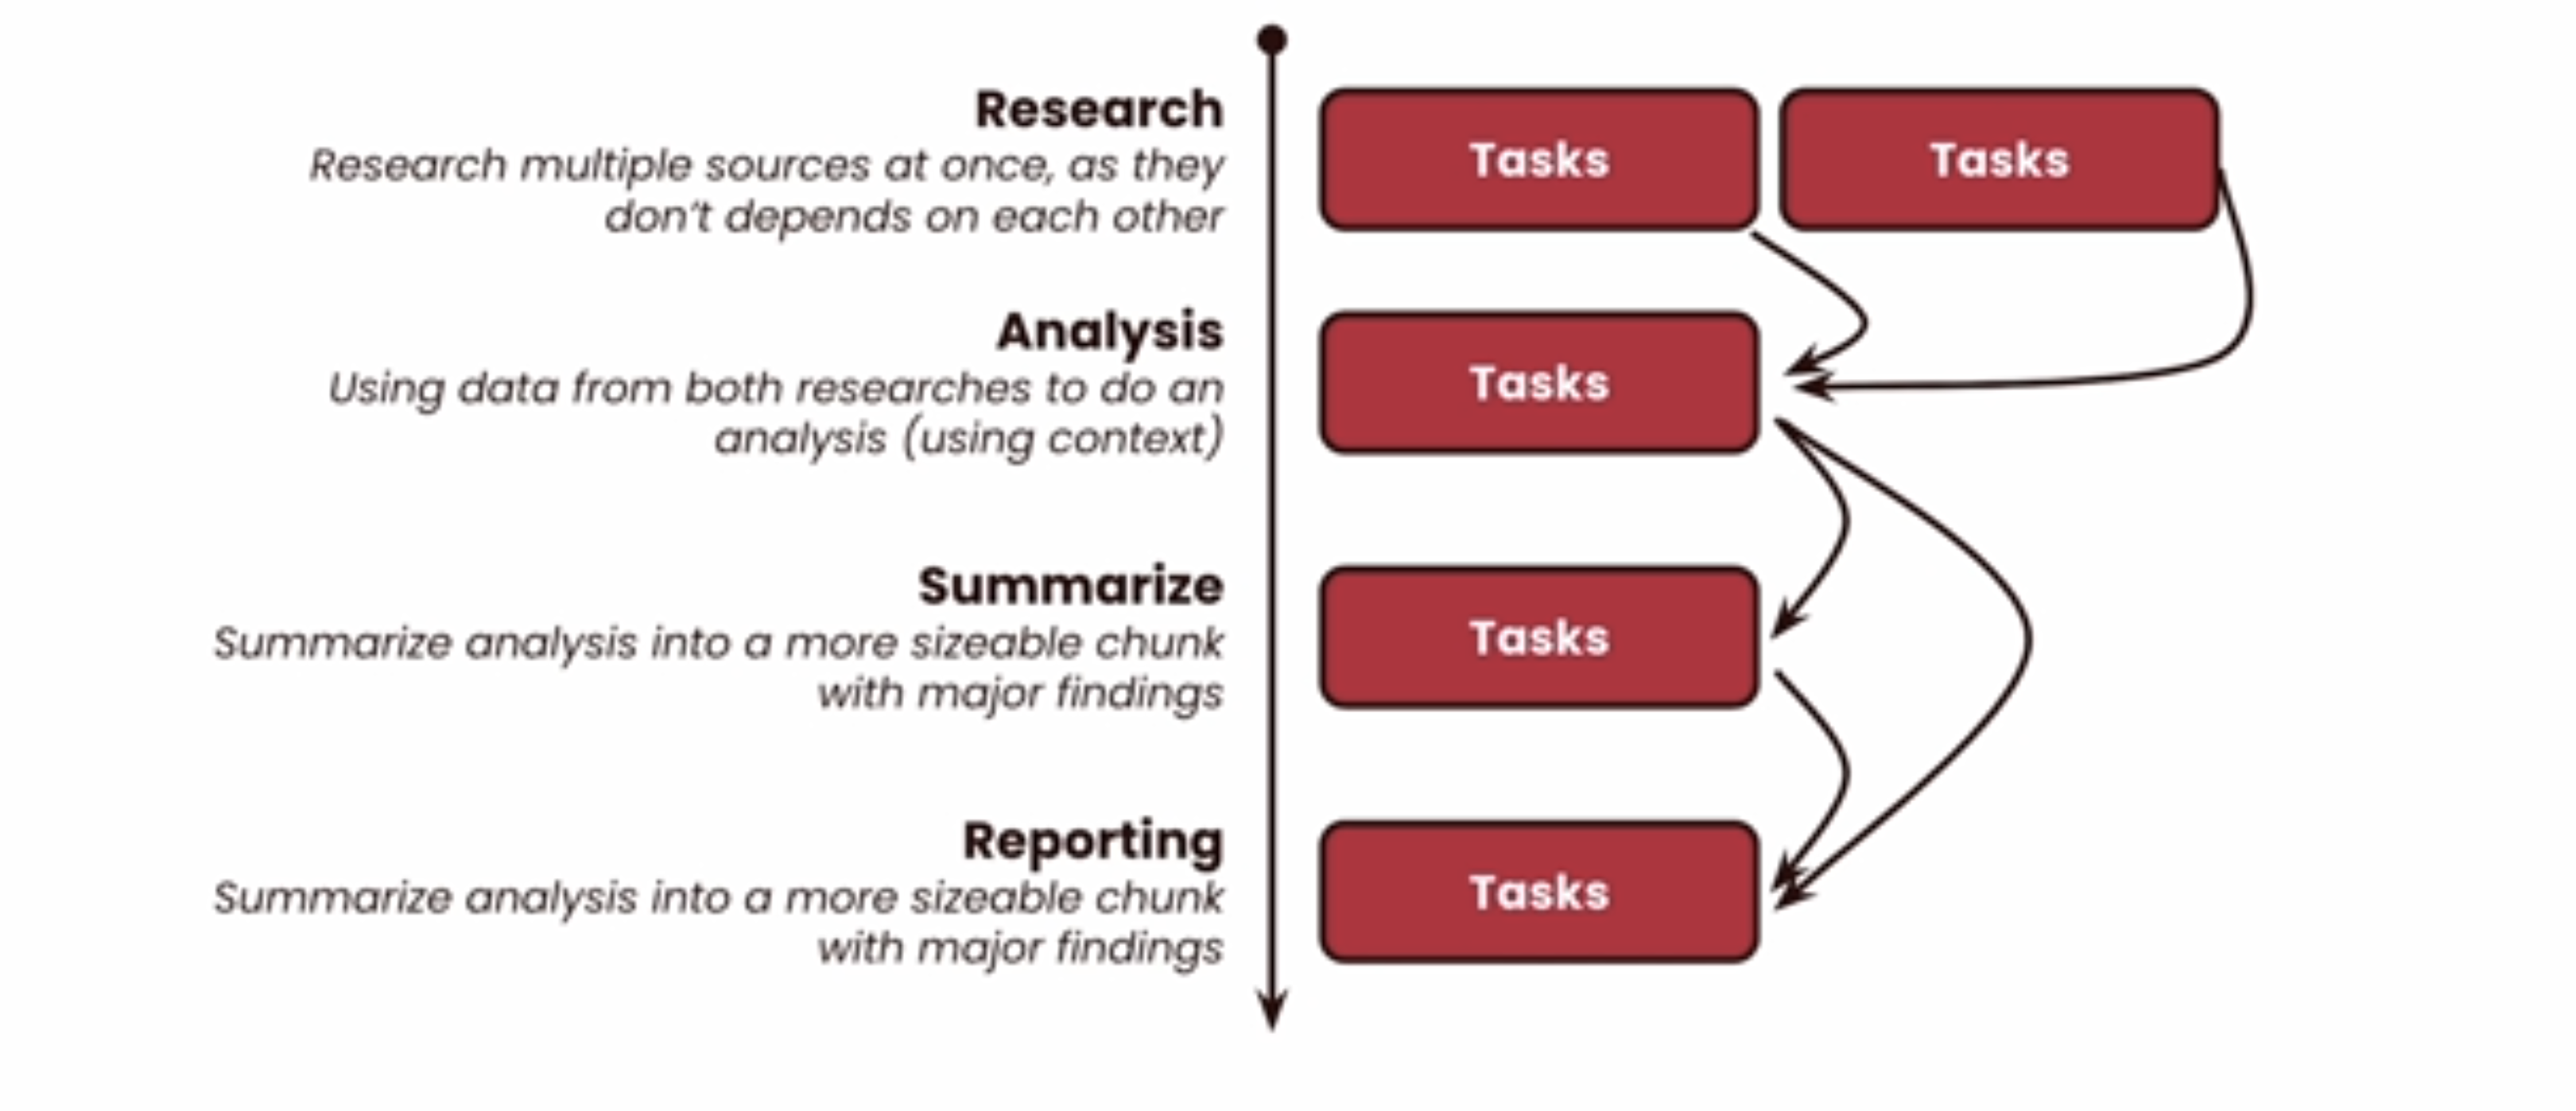 Research
Research multiple sources at once, as they
don't depends on each other
Tasks
Tasks
Analysis
Using data from both researches to do an
analysis (using context)
Tasks
Summarize
Summarize analysis into a more sizeable chunk
with major findings
Tasks
Reporting
Summarize analysis into a more sizeable chunk
with major findings
Tasks